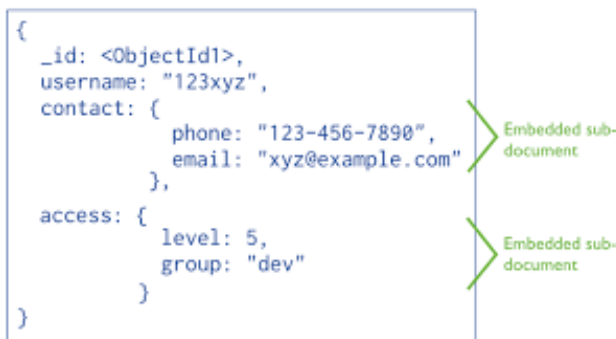 {
_id: <ObjectId1>,
username: "123xyz",
contact: {
phone: "123-456-7890",
email: "xyz@example.com"
},
Embedded sub-
document
access: {
level: 5,
group: "dev"
}
Embedded sub-
document
}